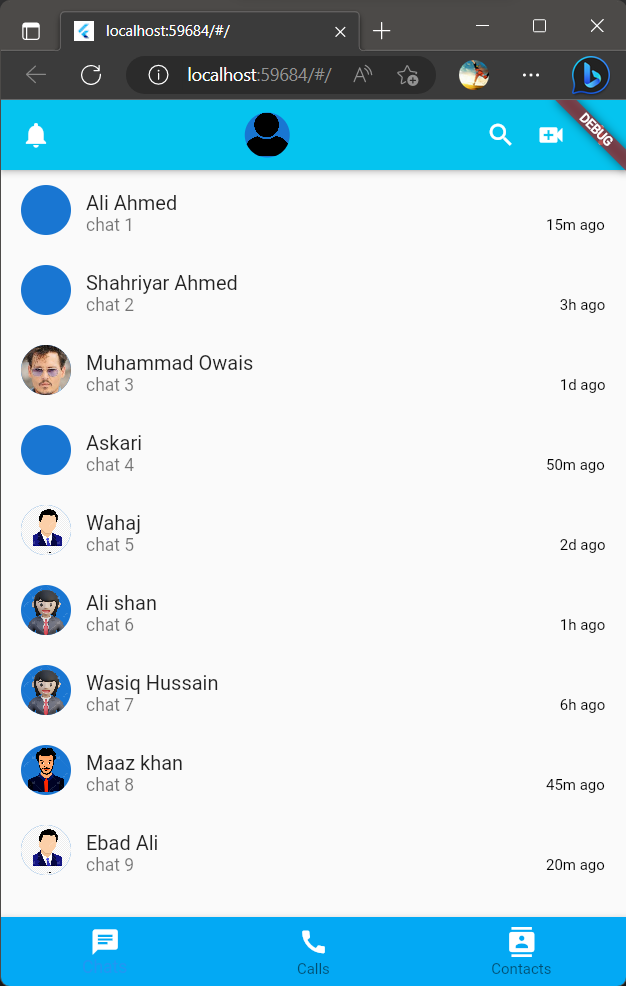 localhost:59684/#/
localhost:59684/#/
DEBUG
Ali Ahmed
chat 1
15m ago
Shahriyar Ahmed
chat 2
3h ago
Muhammad Owais
chat 3
1d ago
Askari
chat 4
50m ago
Wahaj
chat 5
2d ago
Ali shan
chat 6
1h ago
Wasiq Hussain
chat 7
6h ago
Maaz khan
chat 8
45m ago
Ebad Ali
chat 9
20m ago
Calls
Contacts